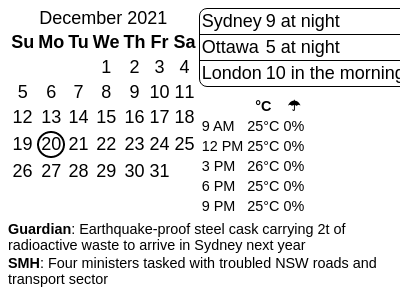 December 2021
Su Mo Tu We Th Fr Sa
1 2 3 4
5 6 7 8 9 10 11
12 13 14 15 16 17 18
19 20 21 22 23 24 25
26 27 28 29 30 31
Sydney 9 at night
Ottawa 5 at night
London 10 in the morning
°C ☂
9 AM 25°C 0%
12 PM 25°C 0%
3 PM 26°C 0%
6 PM 25°C 0%
9 PM 25°C 0%
Guardian: Earthquake-proof steel cask carrying 2t of
radioactive waste to arrive in Sydney next year
SMH: Four ministers tasked with troubled NSW roads and
transport sector